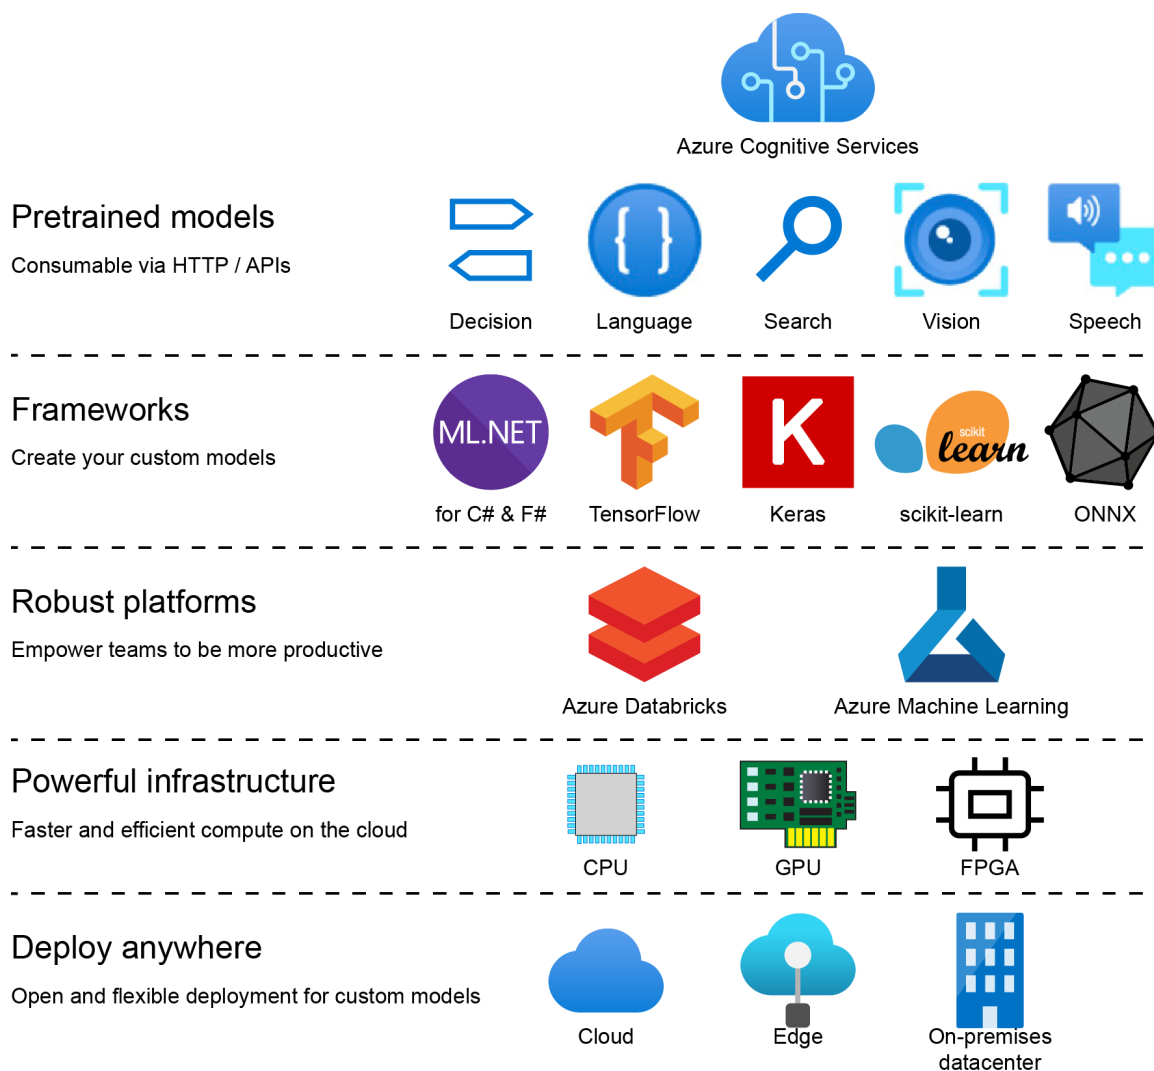 Azure Cognitive Services
Pretrained models
Consumable via HTTP / APIs
Decision
Language
Search
Vision
Speech
Frameworks
Create your custom models
ML.NET
for C# & F#
TensorFlow
K
Keras
scikit
learn
scikit-learn
ONNX
Robust platforms
Empower teams to be more productive
Azure Databricks
Azure Machine Learning
Powerful infrastructure
Faster and efficient compute on the cloud
CPU
GPU
FPGA
Deploy anywhere
Open and flexible deployment for custom models
Cloud
Edge
On-premises
datacenter